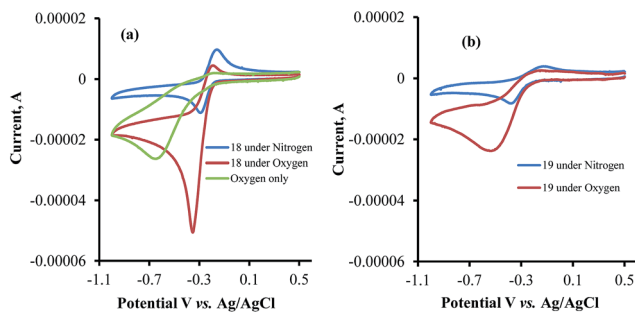 (a)
0.00002
0
-0.00002
-0.00004
-0.00006
Current, A
18 under Nitrogen
18 under Oxygen
Oxygen only
-1.1 -0.7 -0.3 0.1 0.5
Potential V vs. Ag/AgCl
(b)
0.00002
0
-0.00002
-0.00004
-0.00006
Current, A
19 under Nitrogen
19 under Oxygen
-1.1 -0.7 -0.3 0.1 0.5
Potential V vs. Ag/AgCl